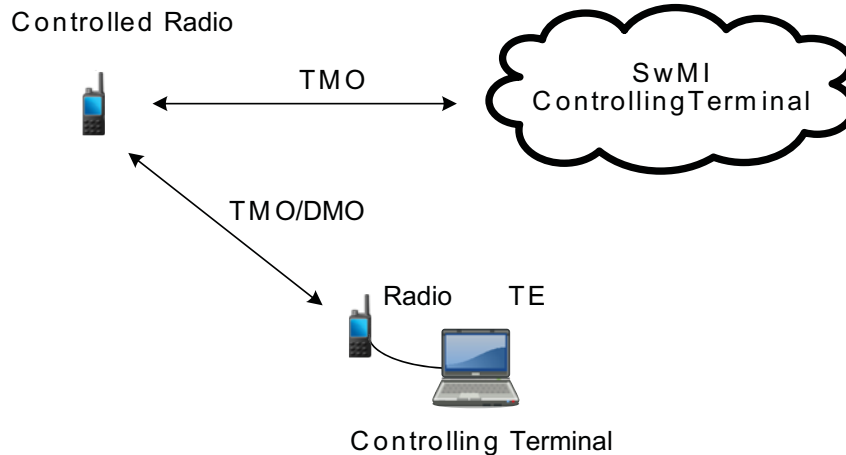 Controlled Radio
TMO
SwMI
ControllingTerminal
TMO/DMO
Radio TE
Controlling Terminal